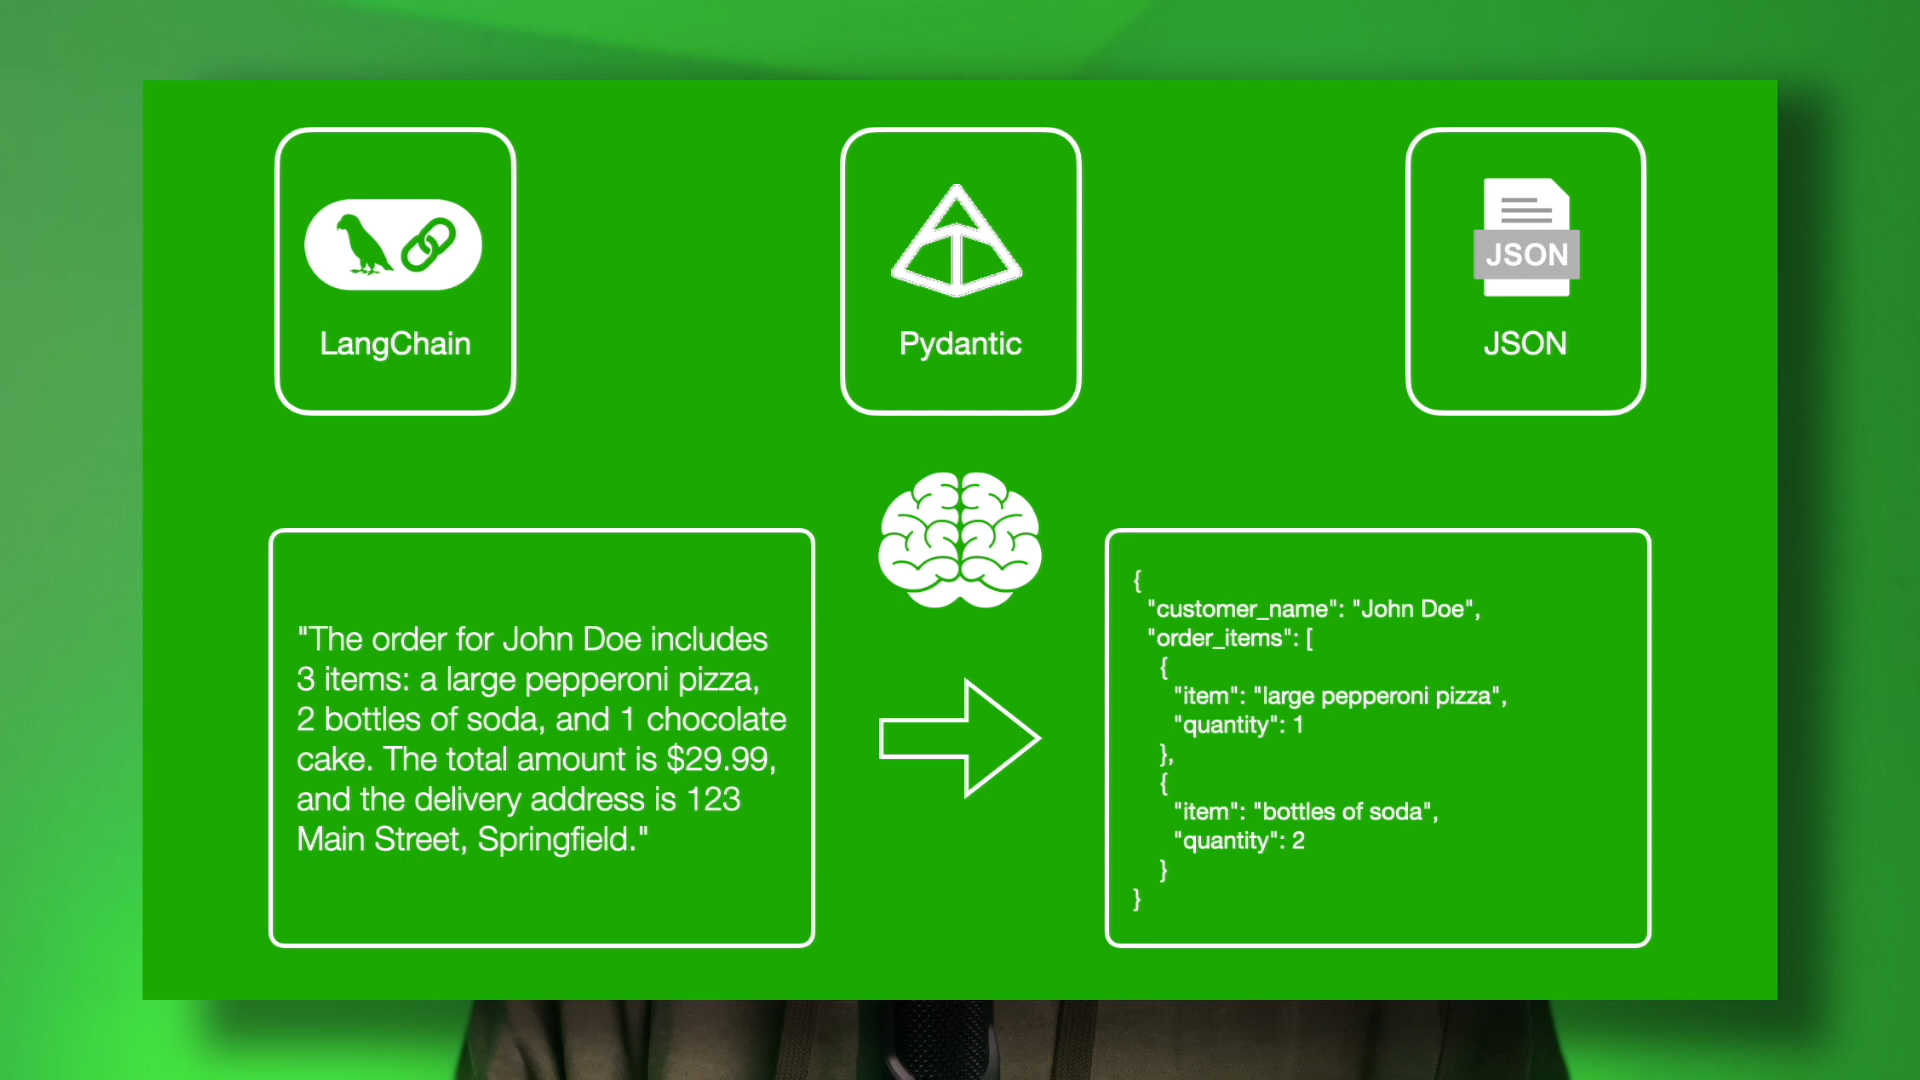 LangChain
Pydantic
JSON
JSON
"The order for John Doe includes
3 items: a large pepperoni pizza,
2 bottles of soda, and 1 chocolate
cake. The total amount is $29.99,
and the delivery address is 123
Main Street, Springfield."
{
"customer_name": "John Doe",
"order_items": [
{
"item": "large pepperoni pizza",
"quantity": 1
},
{
"item": "bottles of soda",
"quantity": 2
}
}